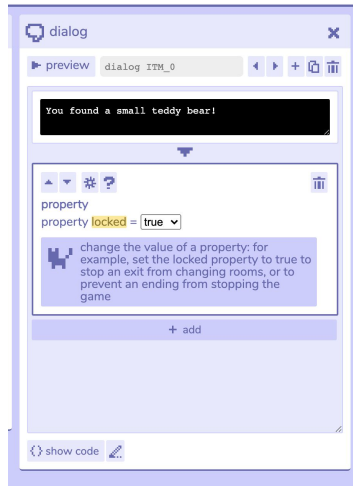 dialog
preview
dialog ITM_0
You found a small teddy bear!
property
property locked = true
change the value of a property: for
example, set the locked property to true to
stop an exit from changing rooms, or to
prevent an ending from stopping the
game
+ add
{} show code